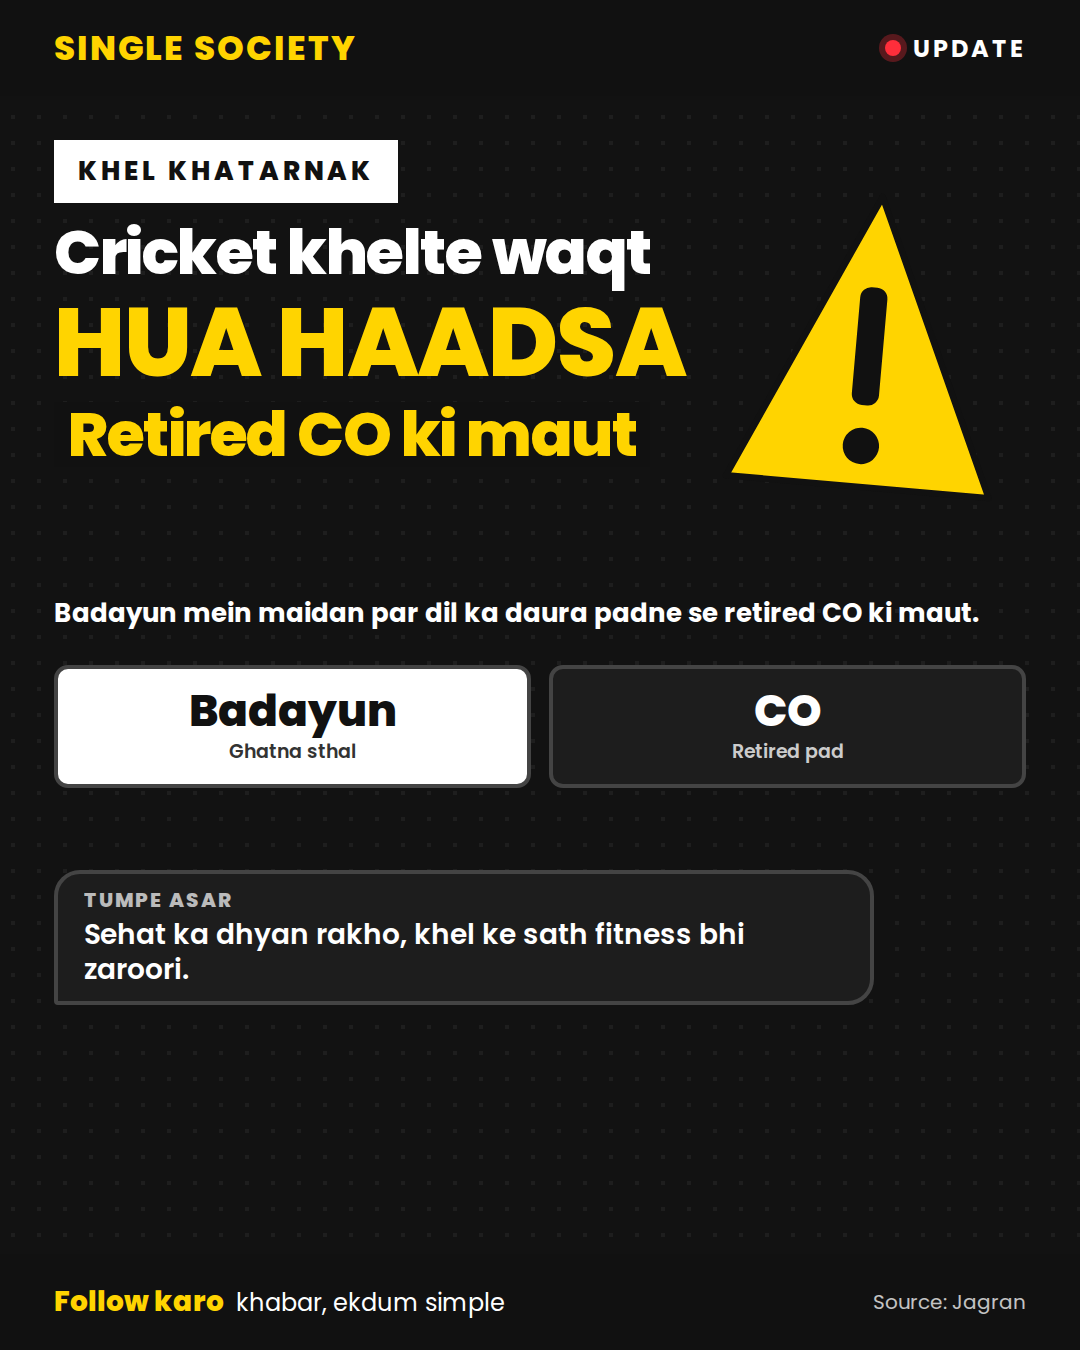 SINGLE SOCIETY
UPDATE
KHEL KHATARNAK
Cricket khelte waqt
HUA HAADSA
Retired CO ki maut
Badayun mein maidan par dil ka daura padne se retired CO ki maut.
Badayun
Ghatna sthal
CO
Retired pad
TUMPE ASAR
Sehat ka dhyan rakho, khel ke sath fitness bhi
zaroori.
Follow karo khabar, ekdum simple
Source: Jagran